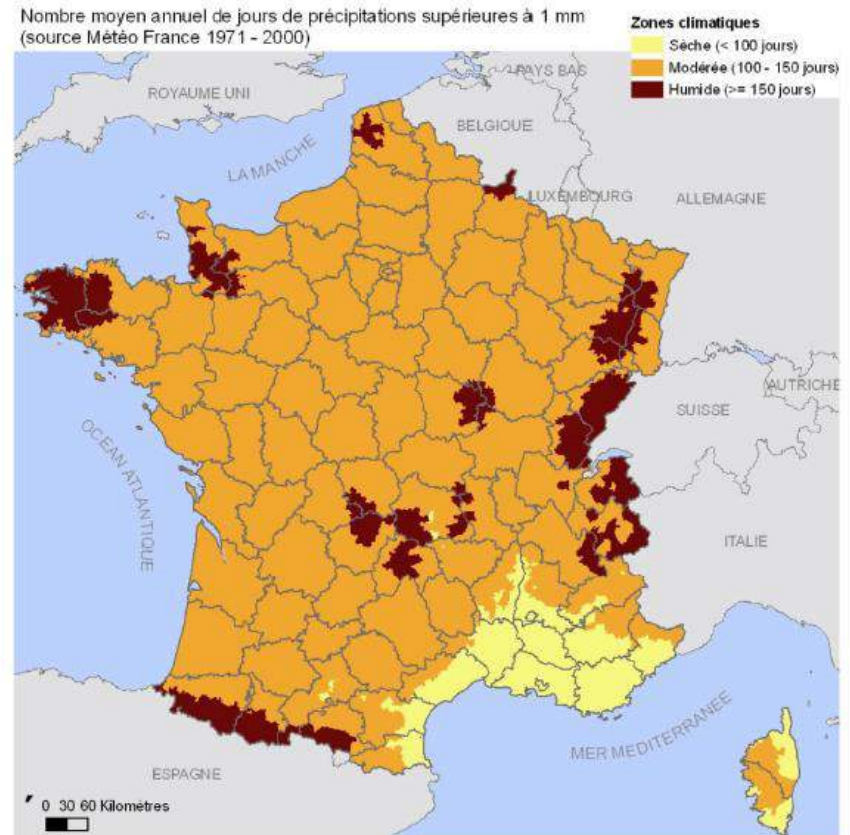 Nombre moyen annuel de jours de précipitations supérieures à 1 mm
(source Météo France 1971 - 2000)
Zones climatiques
Sèche (< 100 jours)
Modérée (100 - 150 jours)
Humide (>= 150 jours)
PAYS BAS
ROYAUME UNI
BELGIQUE
LA MANCHE
LUXEMBOURG
ALLEMAGNE
AUTRICHE
SUISSE
OCEAN ATLANTIQUE
ITALIE
MER MEDITERRANEE
ESPAGNE
0 30 60 Kilomètres